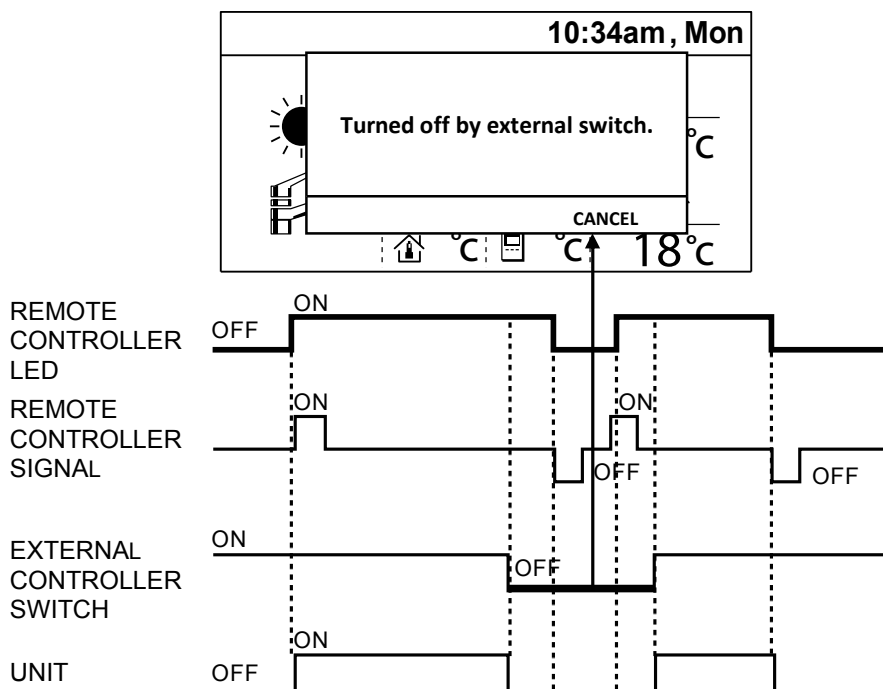 10:34am, Mon
Turned off by external switch.
°C
CANCEL
°C °C 18°C
REMOTE
CONTROLLER
LED
OFF
ON
REMOTE
CONTROLLER
SIGNAL
ON
OFF
ON
OFF
EXTERNAL
CONTROLLER
SWITCH
ON
OFF
UNIT
OFF
ON